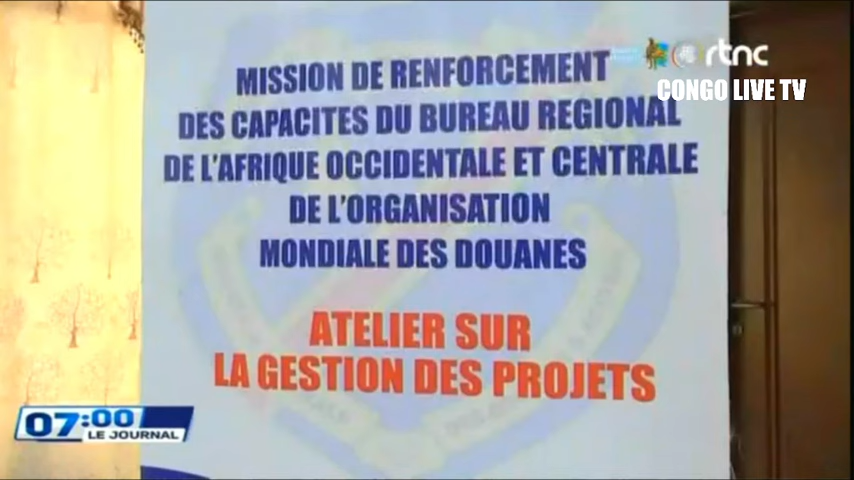 rtnc
CONGO LIVE TV
MISSION DE RENFORCEMENT
DES CAPACITES DU BUREAU REGIONAL
DE L'AFRIQUE OCCIDENTALE ET CENTRALE
DE L'ORGANISATION
MONDIALE DES DOUANES
ATELIER SUR
LA GESTION DES PROJETS
07:00
LE JOURNAL